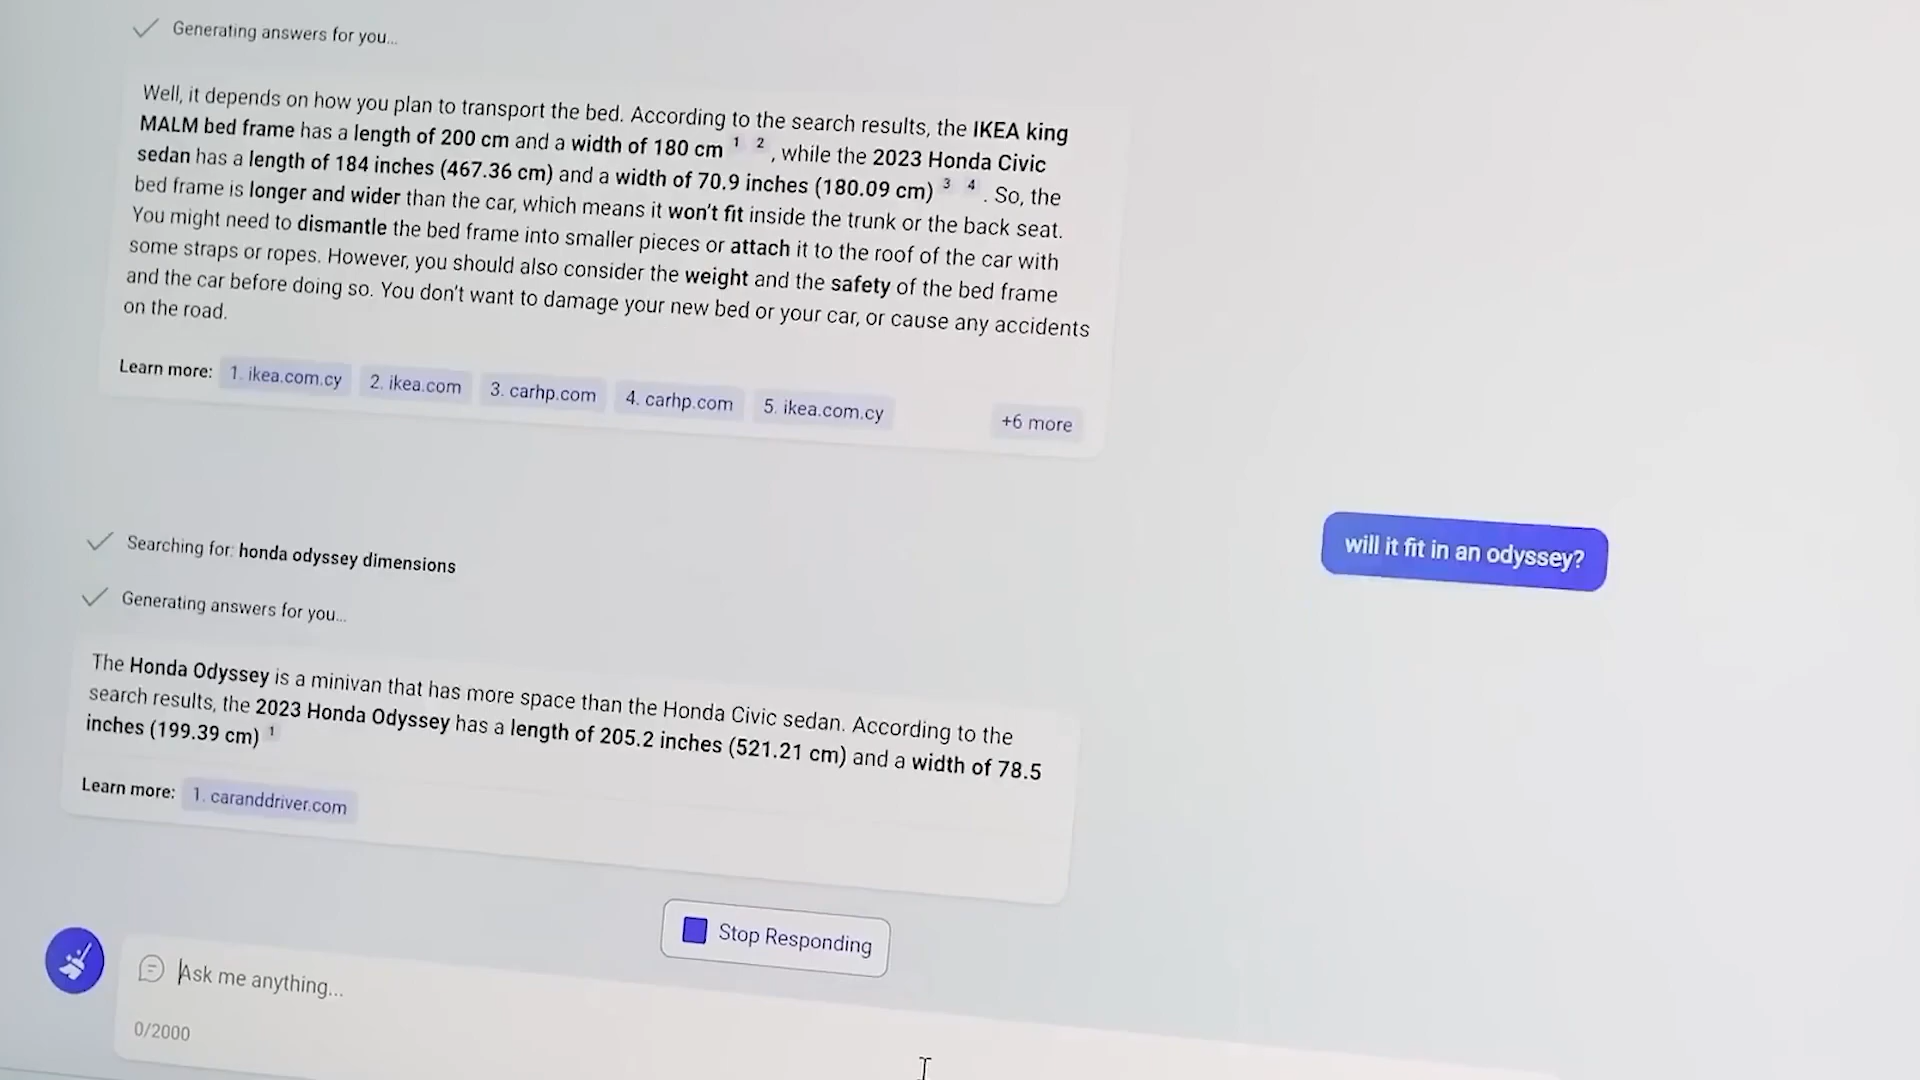 Generating answers for you...
Well, it depends on how you plan to transport the bed. According to the search results, the IKEA king
MALM bed frame has a length of 200 cm and a width of 180 cm 1 2 , while the 2023 Honda Civic
sedan has a length of 184 inches (467.36 cm) and a width of 70.9 inches (180.09 cm) 3 4 . So, the
bed frame is longer and wider than the car, which means it won't fit inside the trunk or the back seat.
You might need to dismantle the bed frame into smaller pieces or attach it to the roof of the car with
some straps or ropes. However, you should also consider the weight and the safety of the bed frame
and the car before doing so. You don't want to damage your new bed or your car, or cause any accidents
on the road.
Learn more: 1. ikea.com.cy 2. ikea.com 3. carhp.com 4. carhp.com 5. ikea.com.cy +6 more
will it fit in an odyssey?
Searching for: honda odyssey dimensions
Generating answers for you...
The Honda Odyssey is a minivan that has more space than the Honda Civic sedan. According to the
search results, the 2023 Honda Odyssey has a length of 205.2 inches (521.21 cm) and a width of 78.5
inches (199.39 cm) 1
Learn more: 1. caranddriver.com
Stop Responding
Ask me anything...
0/2000